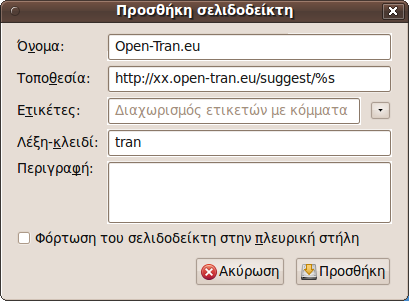 Προσθήκη σελιδοδείκτη
Όνομα: Open-Tran.eu
Τοποθεσία: http://xx.open-tran.eu/suggest/%s
Ετικέτες: Διαχωρισμός ετικετών με κόμματα
Λέξη-κλειδί: tran
Περιγραφή:
Φόρτωση του σελιδοδείκτη στην πλευρική στήλη
Ακύρωση Προσθήκη